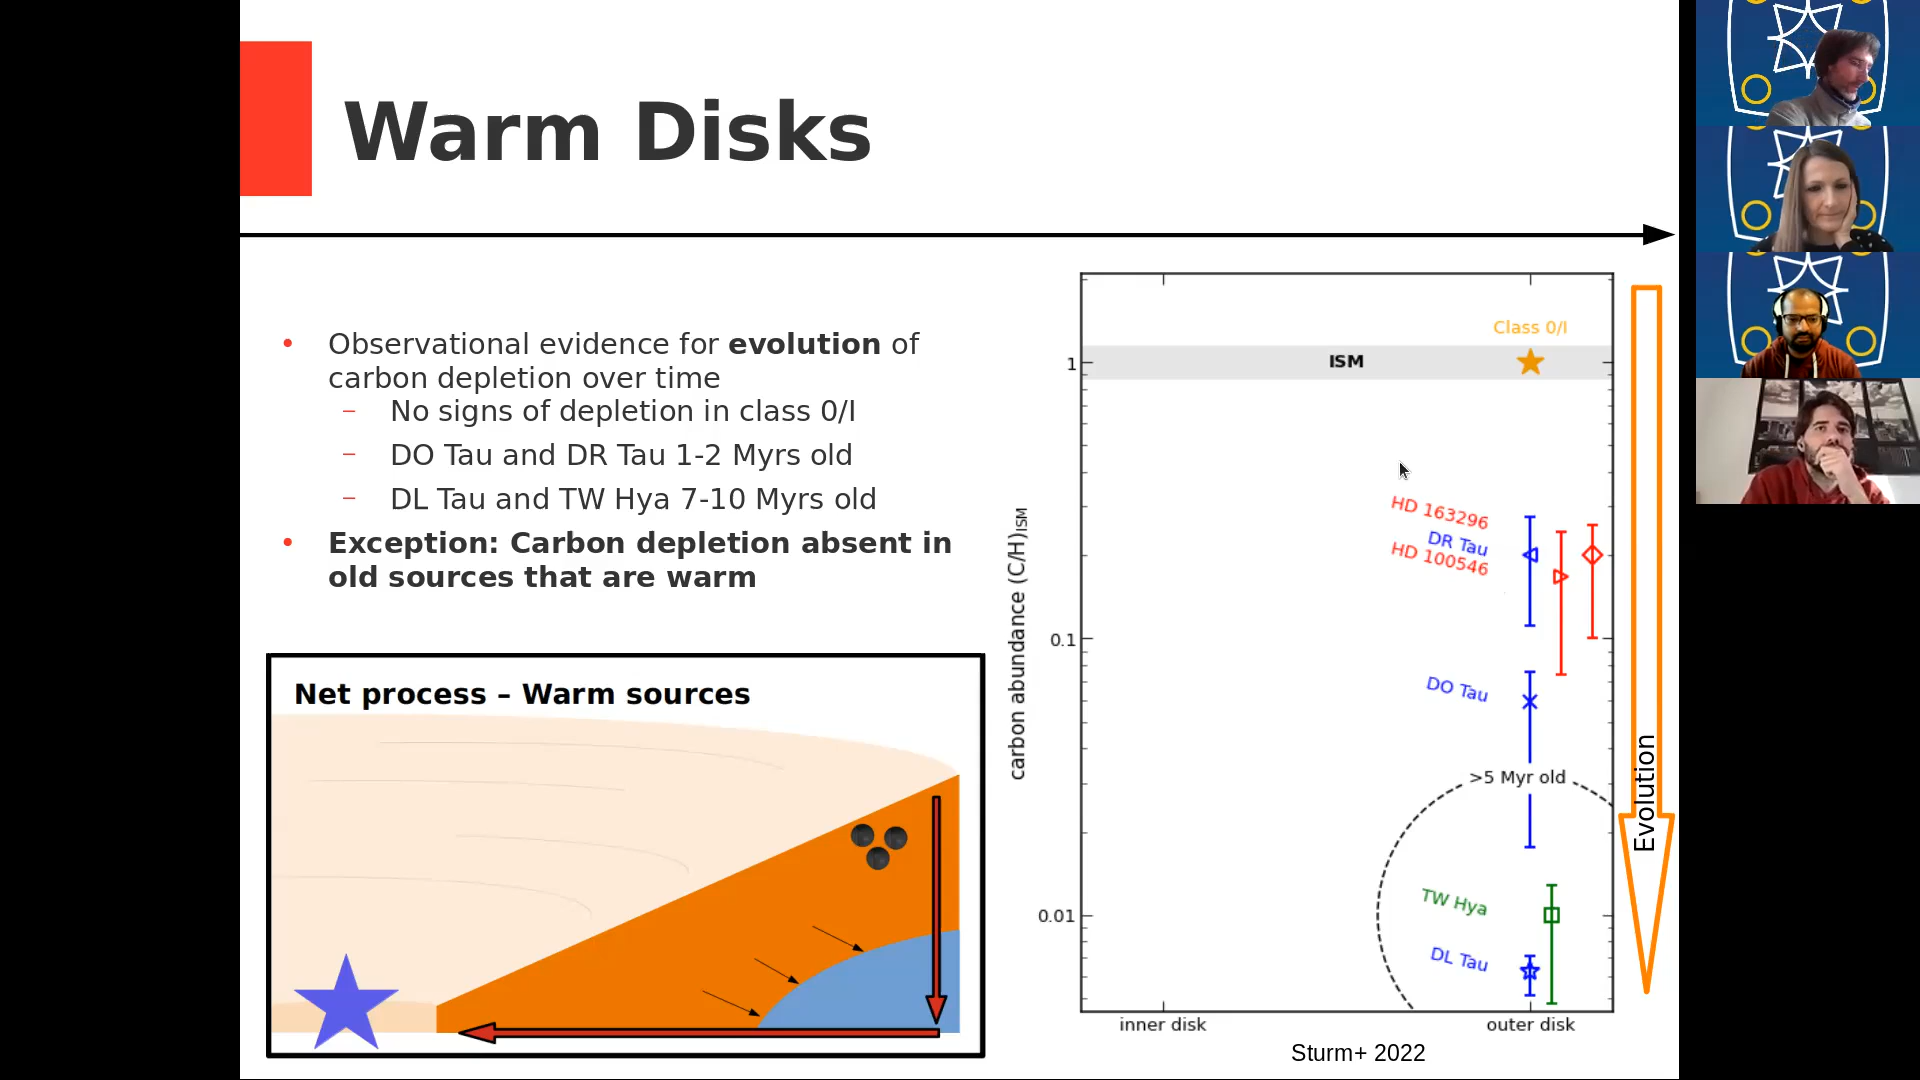 Warm Disks
• Observational evidence for evolution of
carbon depletion over time
– No signs of depletion in class 0/I
– DO Tau and DR Tau 1-2 Myrs old
– DL Tau and TW Hya 7-10 Myrs old
• Exception: Carbon depletion absent in
old sources that are warm
Net process – Warm sources
carbon abundance (C/H)ISM
Class 0/I
1
ISM
HD 163296
DR Tau
HD 100546
0.1
DO Tau
>5 Myr old
Evolution
TW Hya
0.01
DL Tau
inner disk
outer disk
Sturm+ 2022